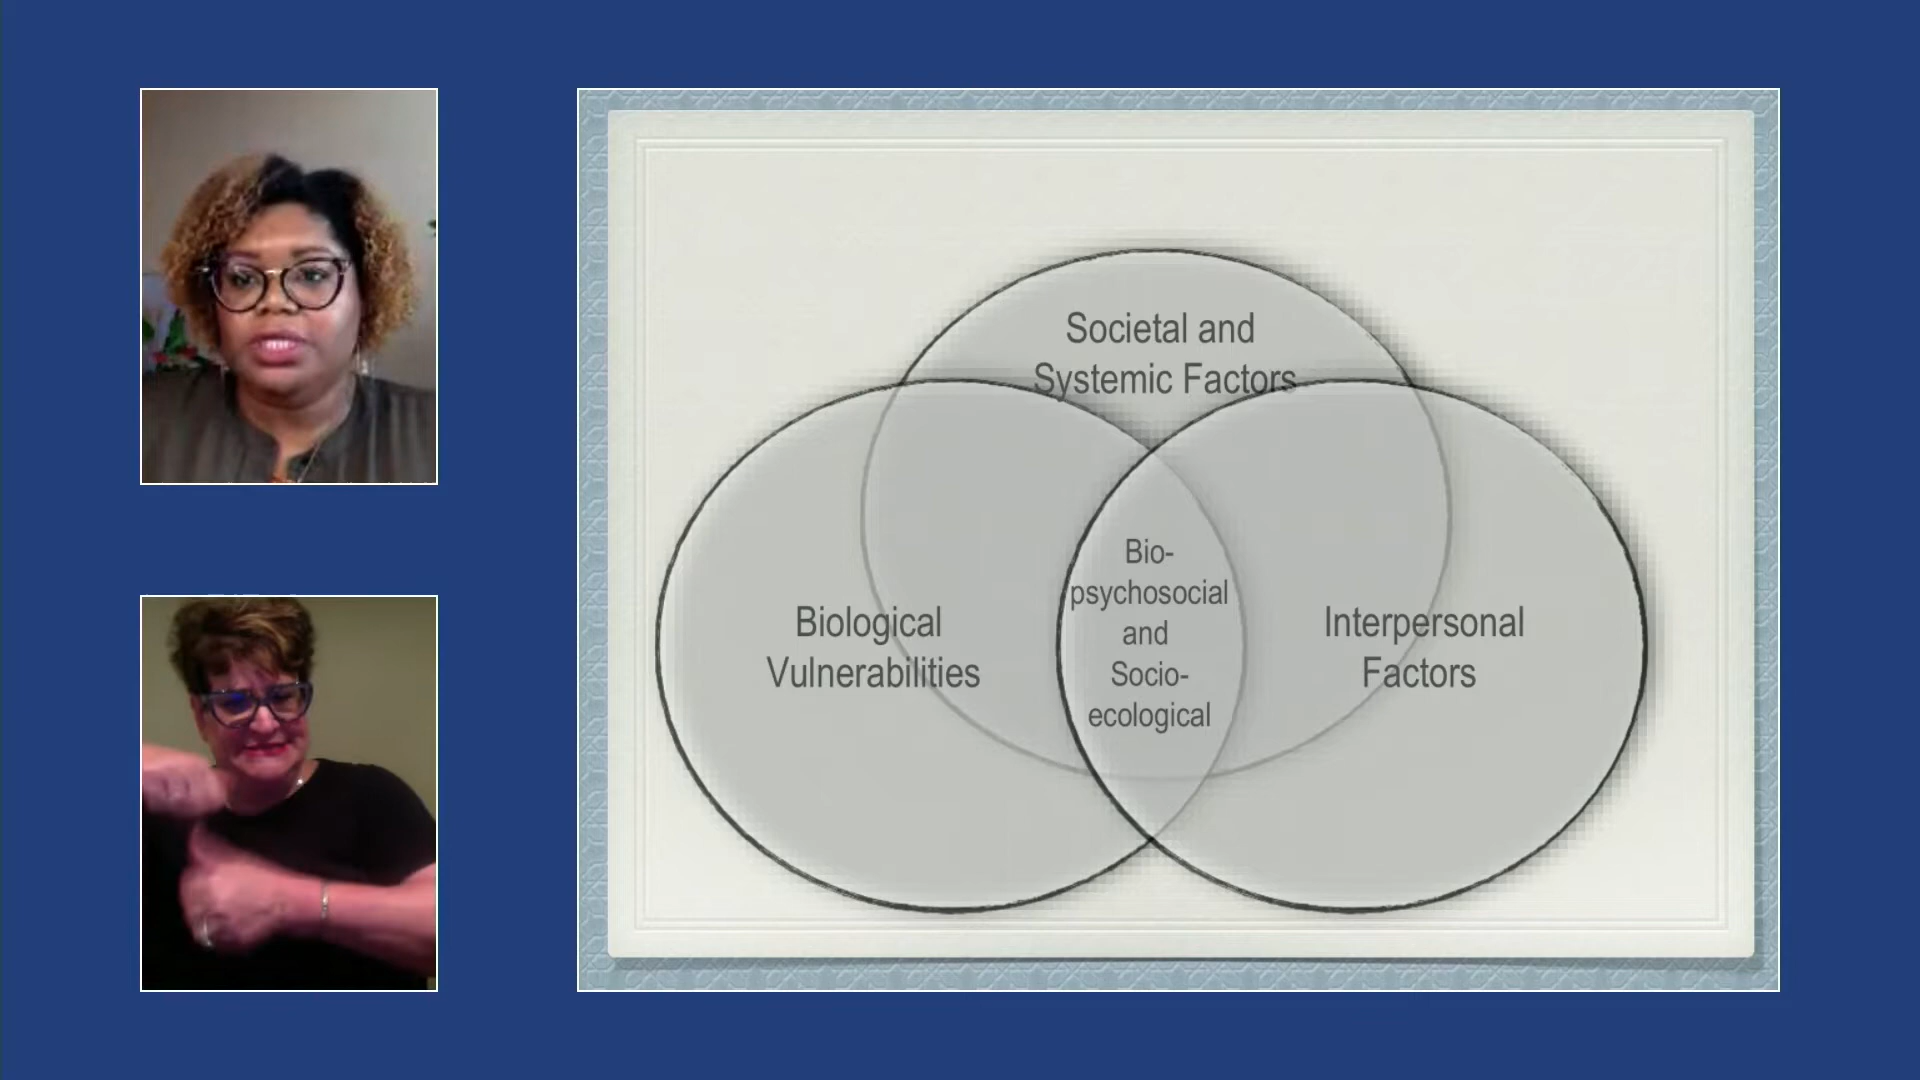 Societal and
Systemic Factors
Biological
Vulnerabilities
Bio-
psychosocial
and
Socio-
ecological
Interpersonal
Factors